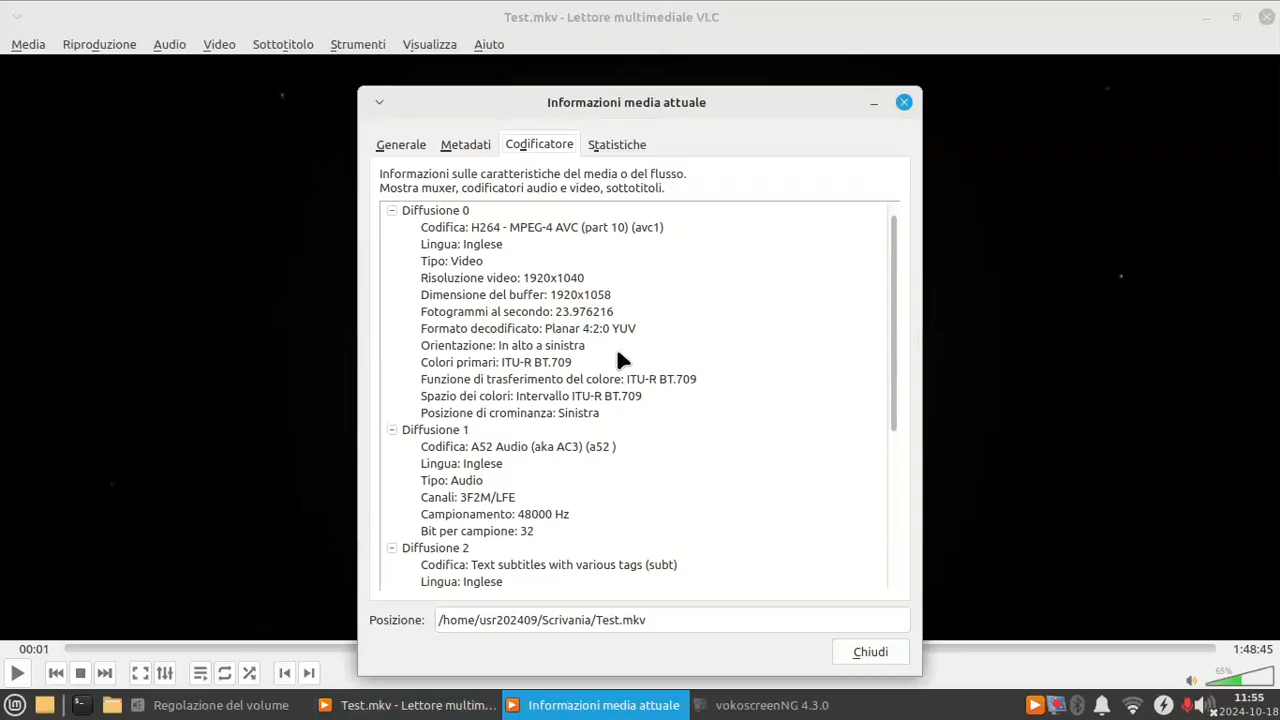 Test.mkv - Lettore multimediale VLC
Media Riproduzione Audio Video Sottotitolo Strumenti Visualizza Aiuto
Informazioni media attuale
Generale Metadati Codificatore Statistiche
Informazioni sulle caratteristiche del media o del flusso.
Mostra muxer, codificatori audio e video, sottotitoli.
Diffusione 0
Codifica: H264 - MPEG-4 AVC (part 10) (avc1)
Lingua: Inglese
Tipo: Video
Risoluzione video: 1920x1040
Dimensione del buffer: 1920x1058
Fotogrammi al secondo: 23.976216
Formato decodificato: Planar 4:2:0 YUV
Orientazione: In alto a sinistra
Colori primari: ITU-R BT.709
Funzione di trasferimento del colore: ITU-R BT.709
Spazio dei colori: Intervallo ITU-R BT.709
Posizione di crominanza: Sinistra
Diffusione 1
Codifica: A52 Audio (aka AC3) (a52 )
Lingua: Inglese
Tipo: Audio
Canali: 3F2M/LFE
Campionamento: 48000 Hz
Bit per campione: 32
Diffusione 2
Codifica: Text subtitles with various tags (subt)
Lingua: Inglese
Posizione: /home/usr202409/Scrivania/Test.mkv
Chiudi
00:01 1:48:45
65%
Regolazione del volume Test.mkv - Lettore multim... Informazioni media attuale vokoscreenNG 4.3.0
11:55
2024-10-18